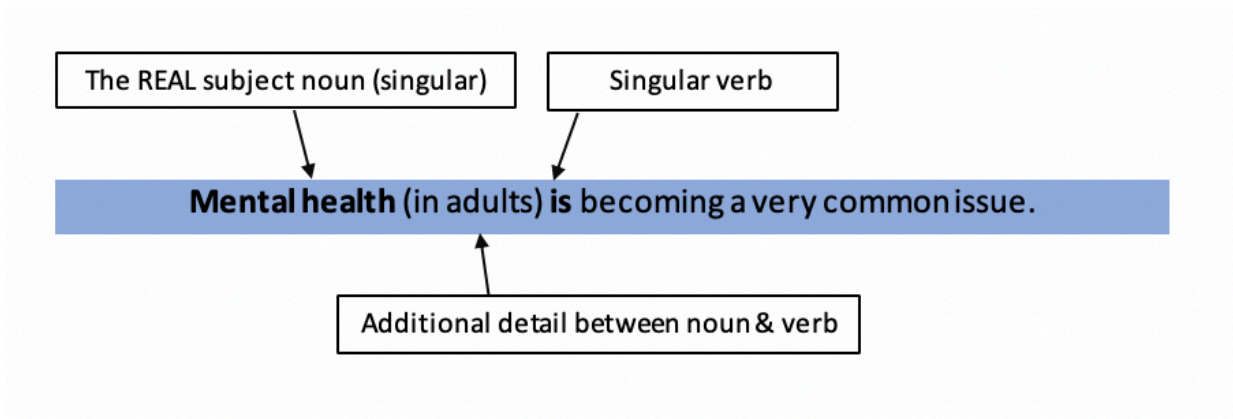 The REAL subject noun (singular)
Singular verb
Mental health (in adults) is becoming a very common issue.
Additional detail between noun & verb